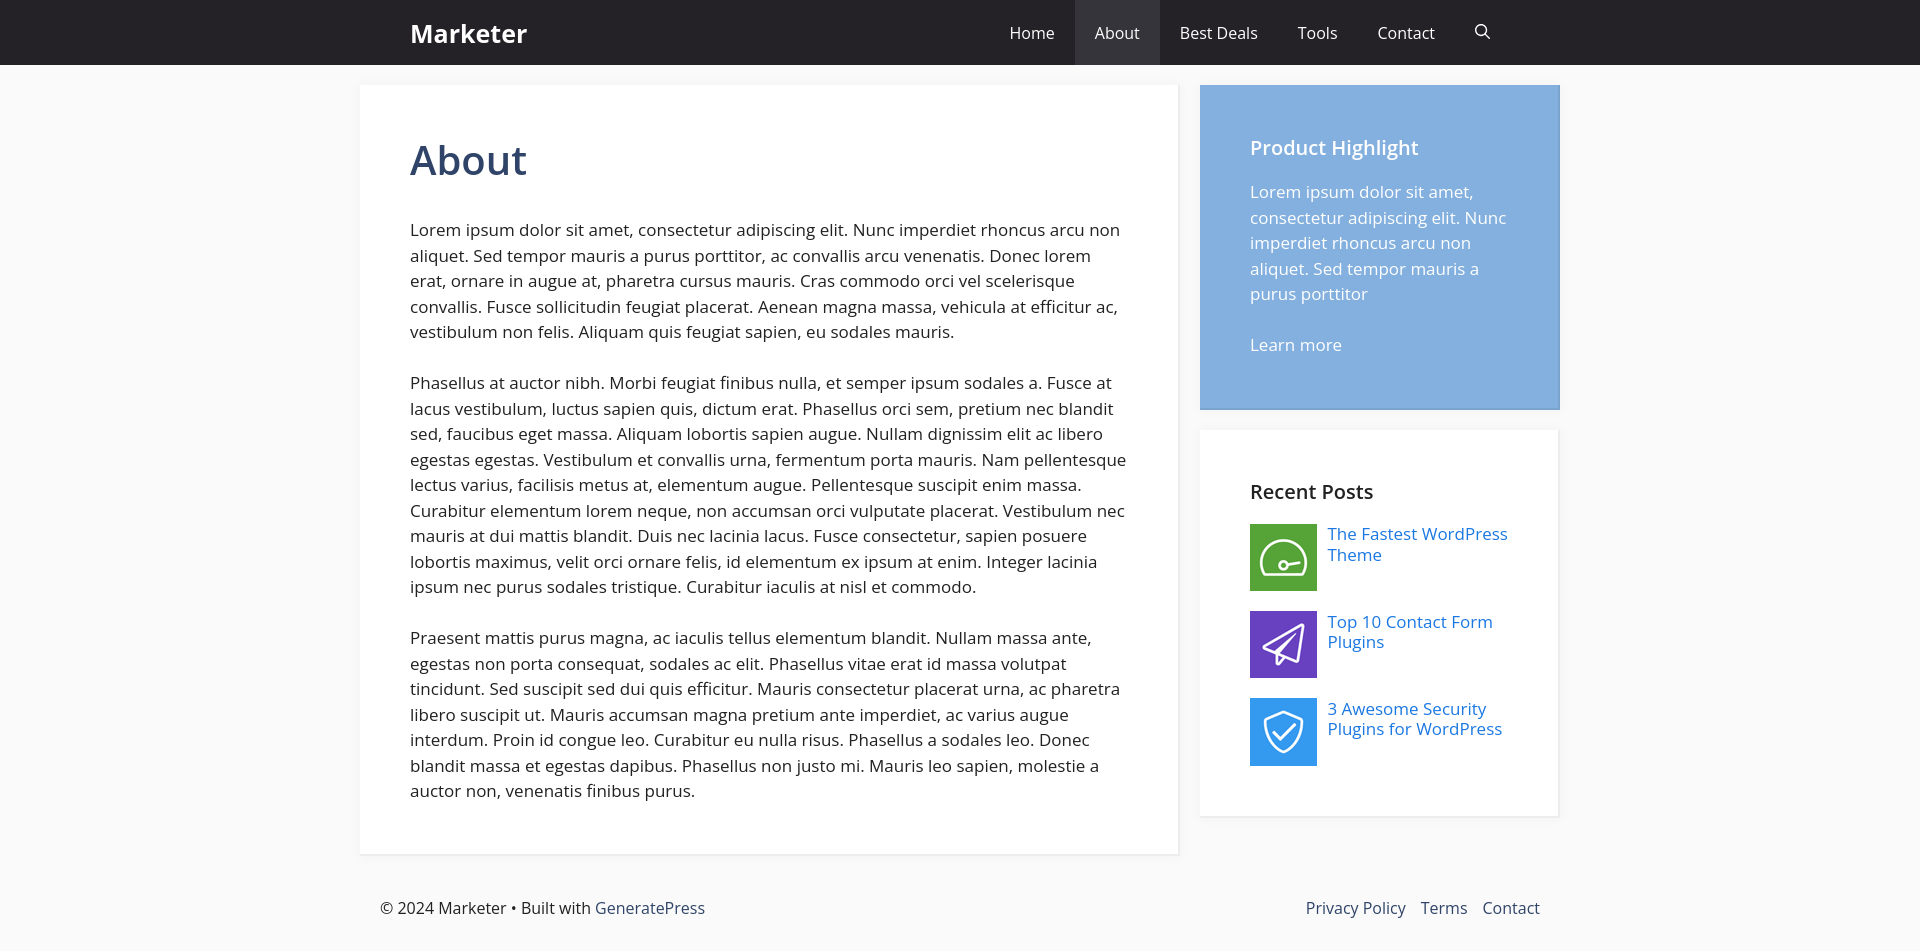 Marketer
Home About Best Deals Tools Contact
About
Lorem ipsum dolor sit amet, consectetur adipiscing elit. Nunc imperdiet rhoncus arcu non
aliquet. Sed tempor mauris a purus porttitor, ac convallis arcu venenatis. Donec lorem
erat, ornare in augue at, pharetra cursus mauris. Cras commodo orci vel scelerisque
convallis. Fusce sollicitudin feugiat placerat. Aenean magna massa, vehicula at efficitur ac,
vestibulum non felis. Aliquam quis feugiat sapien, eu sodales mauris.
Phasellus at auctor nibh. Morbi feugiat finibus nulla, et semper ipsum sodales a. Fusce at
lacus vestibulum, luctus sapien quis, dictum erat. Phasellus orci sem, pretium nec blandit
sed, faucibus eget massa. Aliquam lobortis sapien augue. Nullam dignissim elit ac libero
egestas egestas. Vestibulum et convallis urna, fermentum porta mauris. Nam pellentesque
lectus varius, facilisis metus at, elementum augue. Pellentesque suscipit enim massa.
Curabitur elementum lorem neque, non accumsan orci vulputate placerat. Vestibulum nec
mauris at dui mattis blandit. Duis nec lacinia lacus. Fusce consectetur, sapien posuere
lobortis maximus, velit orci ornare felis, id elementum ex ipsum at enim. Integer lacinia
ipsum nec purus sodales tristique. Curabitur iaculis at nisl et commodo.
Praesent mattis purus magna, ac iaculis tellus elementum blandit. Nullam massa ante,
egestas non porta consequat, sodales ac elit. Phasellus vitae erat id massa volutpat
tincidunt. Sed suscipit sed dui quis efficitur. Mauris consectetur placerat urna, ac pharetra
libero suscipit ut. Mauris accumsan magna pretium ante imperdiet, ac varius augue
interdum. Proin id congue leo. Curabitur eu nulla risus. Phasellus a sodales leo. Donec
blandit massa et egestas dapibus. Phasellus non justo mi. Mauris leo sapien, molestie a
auctor non, venenatis finibus purus.
Product Highlight
Lorem ipsum dolor sit amet,
consectetur adipiscing elit. Nunc
imperdiet rhoncus arcu non
aliquet. Sed tempor mauris a
purus porttitor
Learn more
Recent Posts
The Fastest WordPress
Theme
Top 10 Contact Form
Plugins
3 Awesome Security
Plugins for WordPress
© 2024 Marketer • Built with GeneratePress
Privacy Policy Terms Contact